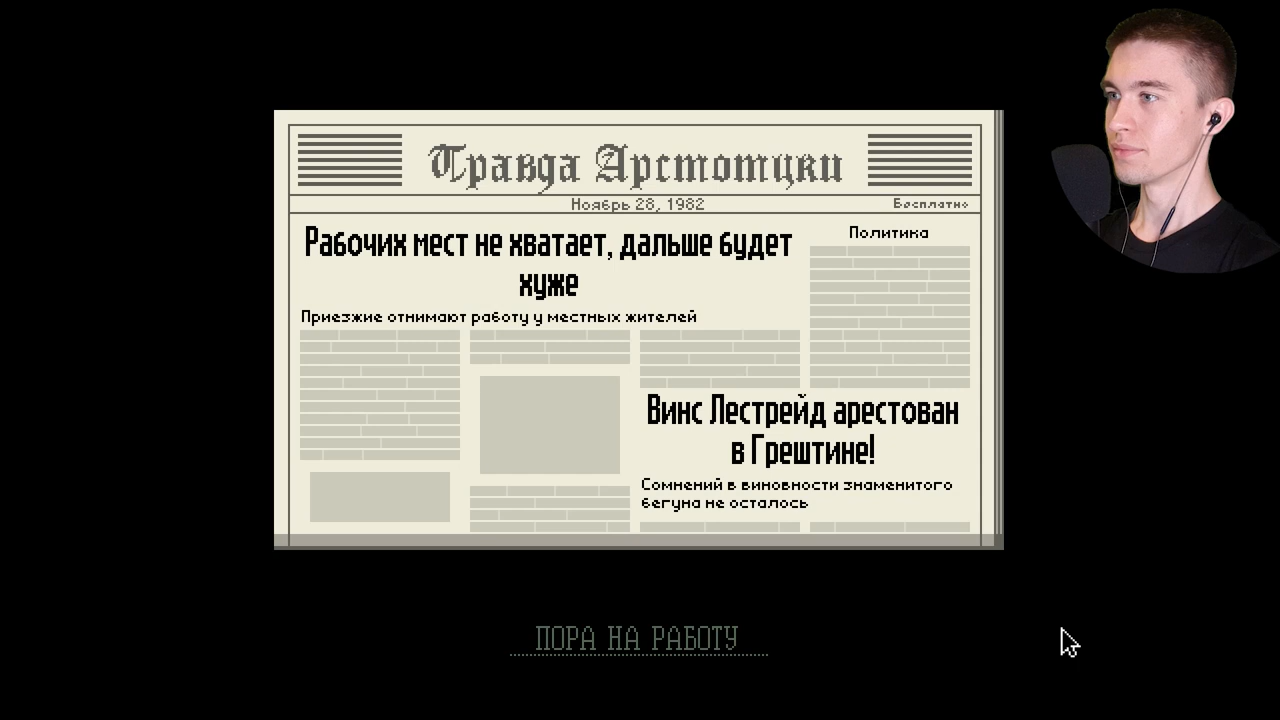 Правда Арстотцки
Ноябрь 28, 1982
Бесплатно
Рабочих мест не хватает, дальше будет
хуже
Приезжие отнимают работу у местных жителей
Политика
Винс Лестрейд арестован
в Грештине!
Сомнений в виновности знаменитого
бегуна не осталось
ПОРА НА РАБОТУ